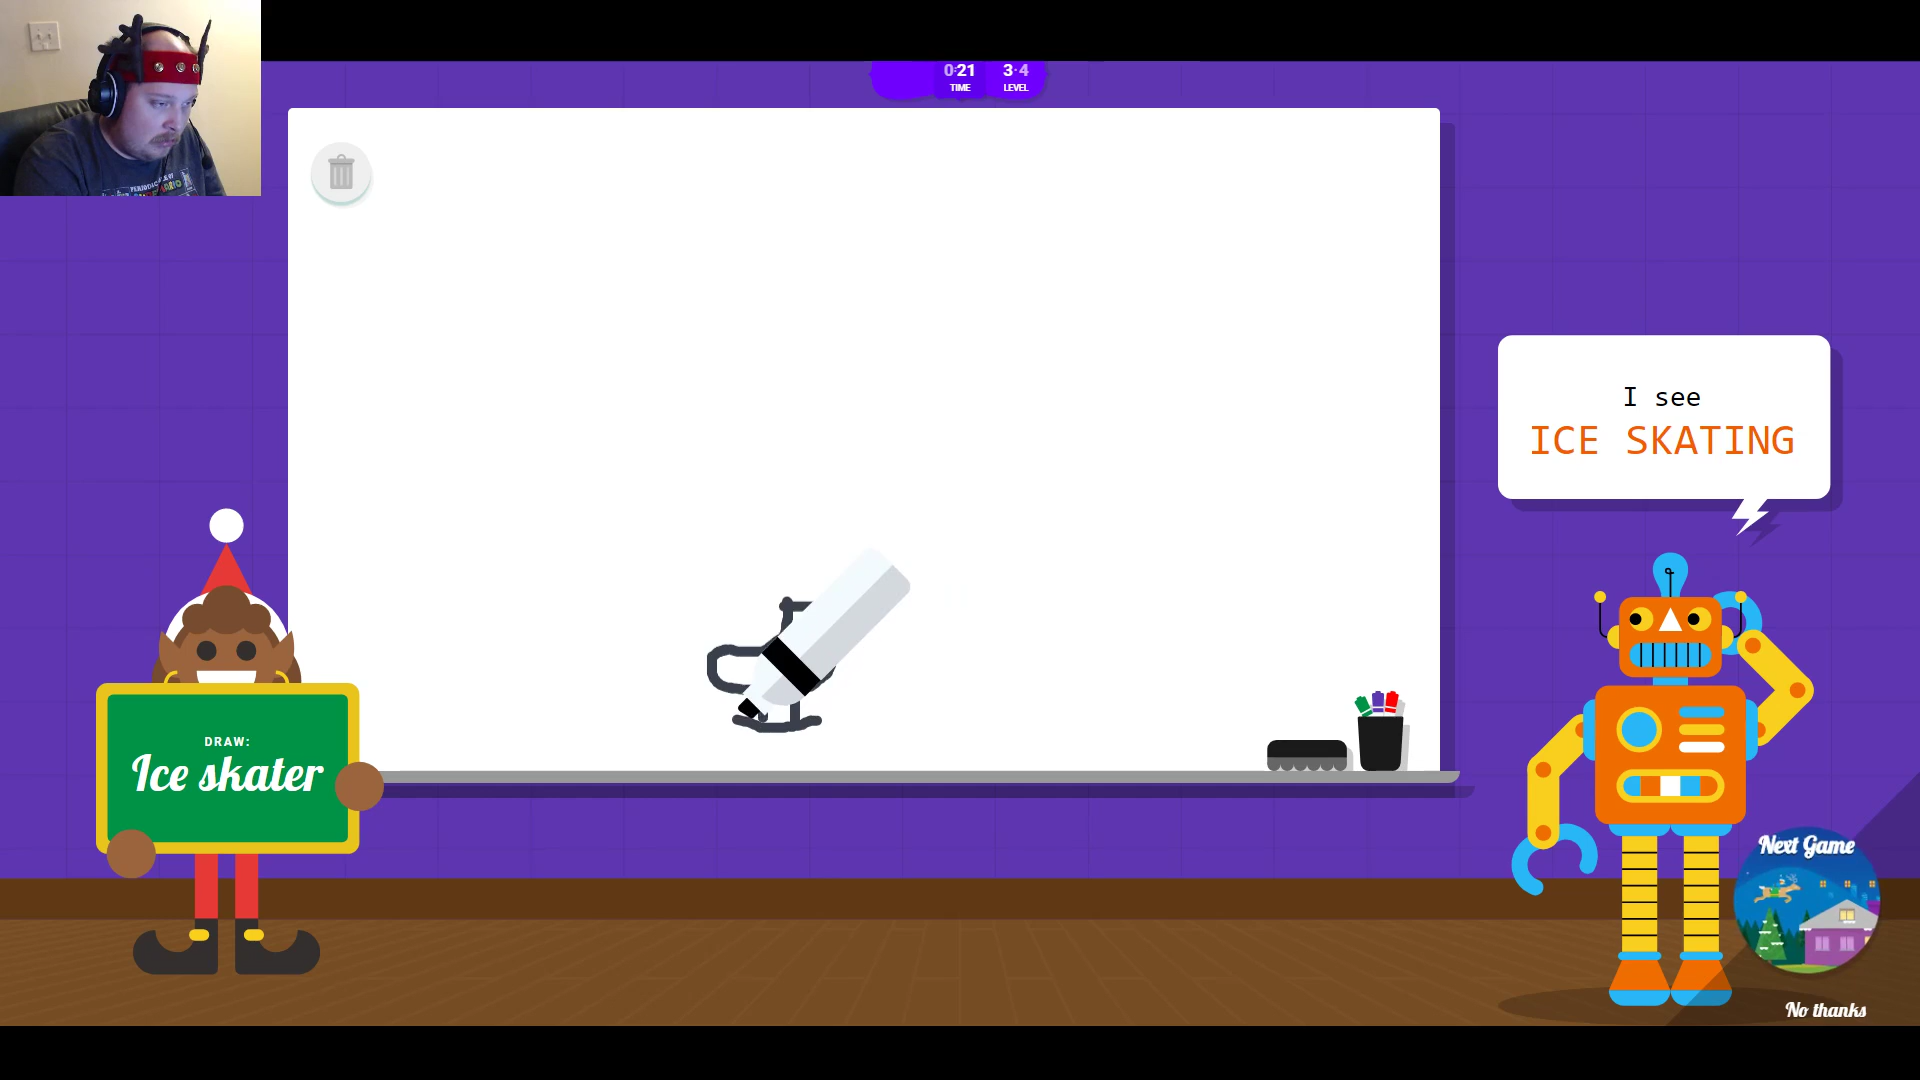 0:21
TIME
3·4
LEVEL
I see
ICE SKATING
DRAW:
Ice skater
Next Game
No thanks